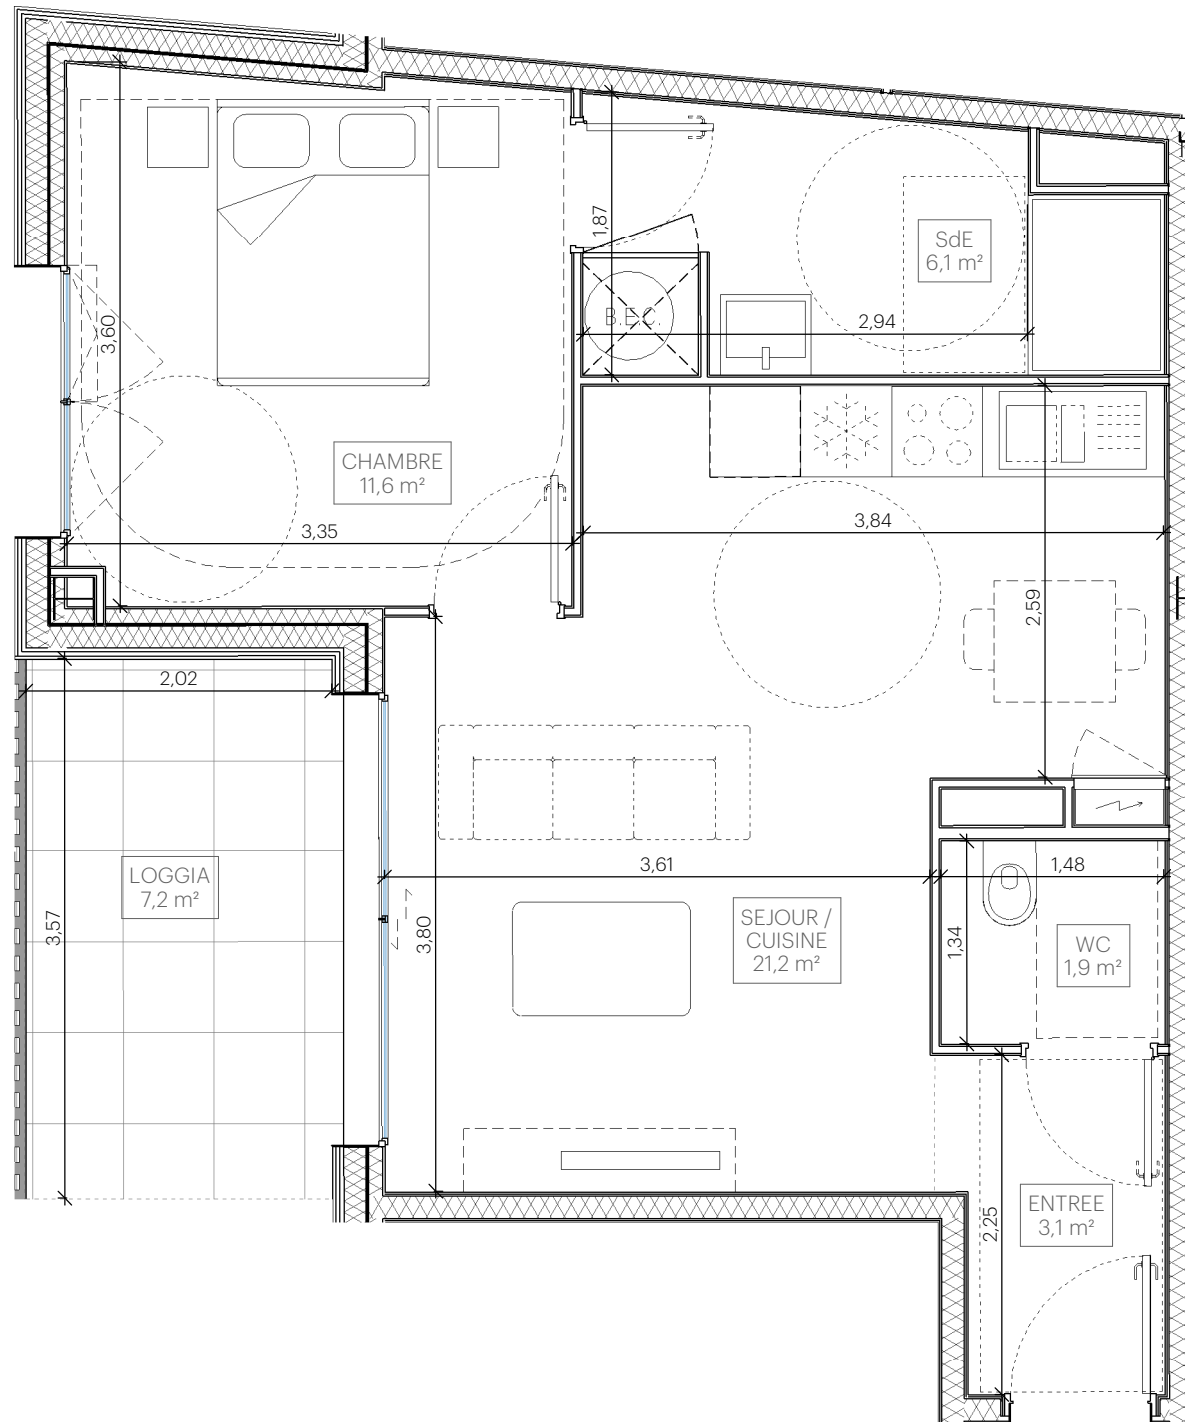 1,87
SdE
6,1 m²
B.E.C.
2,94
3,60
CHAMBRE
11,6 m²
3,35
3,84
2,59
2,02
LOGGIA
7,2 m²
3,57
3,61
1,48
3,80
SEJOUR /
CUISINE
21,2 m²
1,34
WC
1,9 m²
2,25
ENTREE
3,1 m²